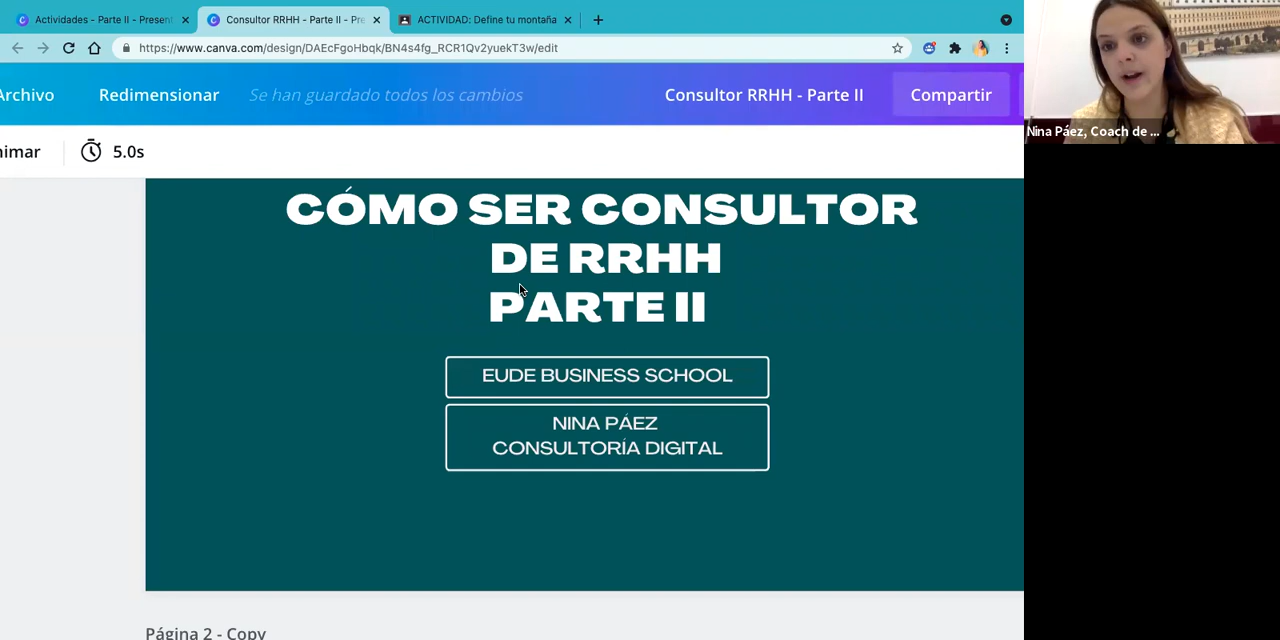 Actividades - Parte II - Present
Consultor RRHH - Parte II - Pre
ACTIVIDAD: Define tu montaña
https://www.canva.com/design/DAEcFgoHbqk/BN4s4fg_RCR1Qv2yuekT3w/edit
Archivo
Redimensionar
Se han guardado todos los cambios
Consultor RRHH - Parte II
Compartir
nimar
5.0s
CÓMO SER CONSULTOR
DE RRHH
PARTE II
EUDE BUSINESS SCHOOL
NINA PÁEZ
CONSULTORÍA DIGITAL
Página 2 - Copy
Nina Páez, Coach de ...